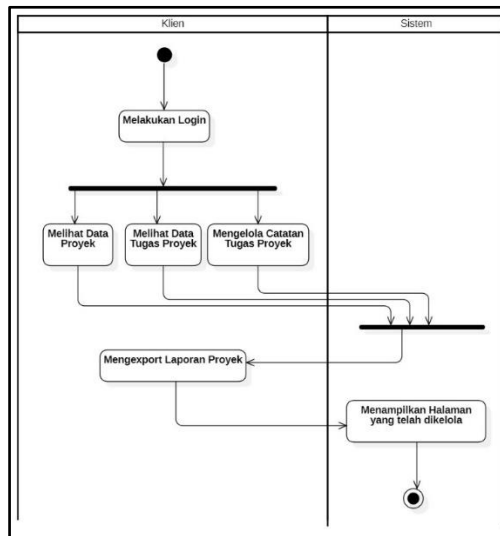 Klien
Sistem
Melakukan Login
Melihat Data
Proyek
Melihat Data
Tugas Proyek
Mengelola Catatan
Tugas Proyek
Mengexport Laporan Proyek
Menampilkan Halaman
yang telah dikelola